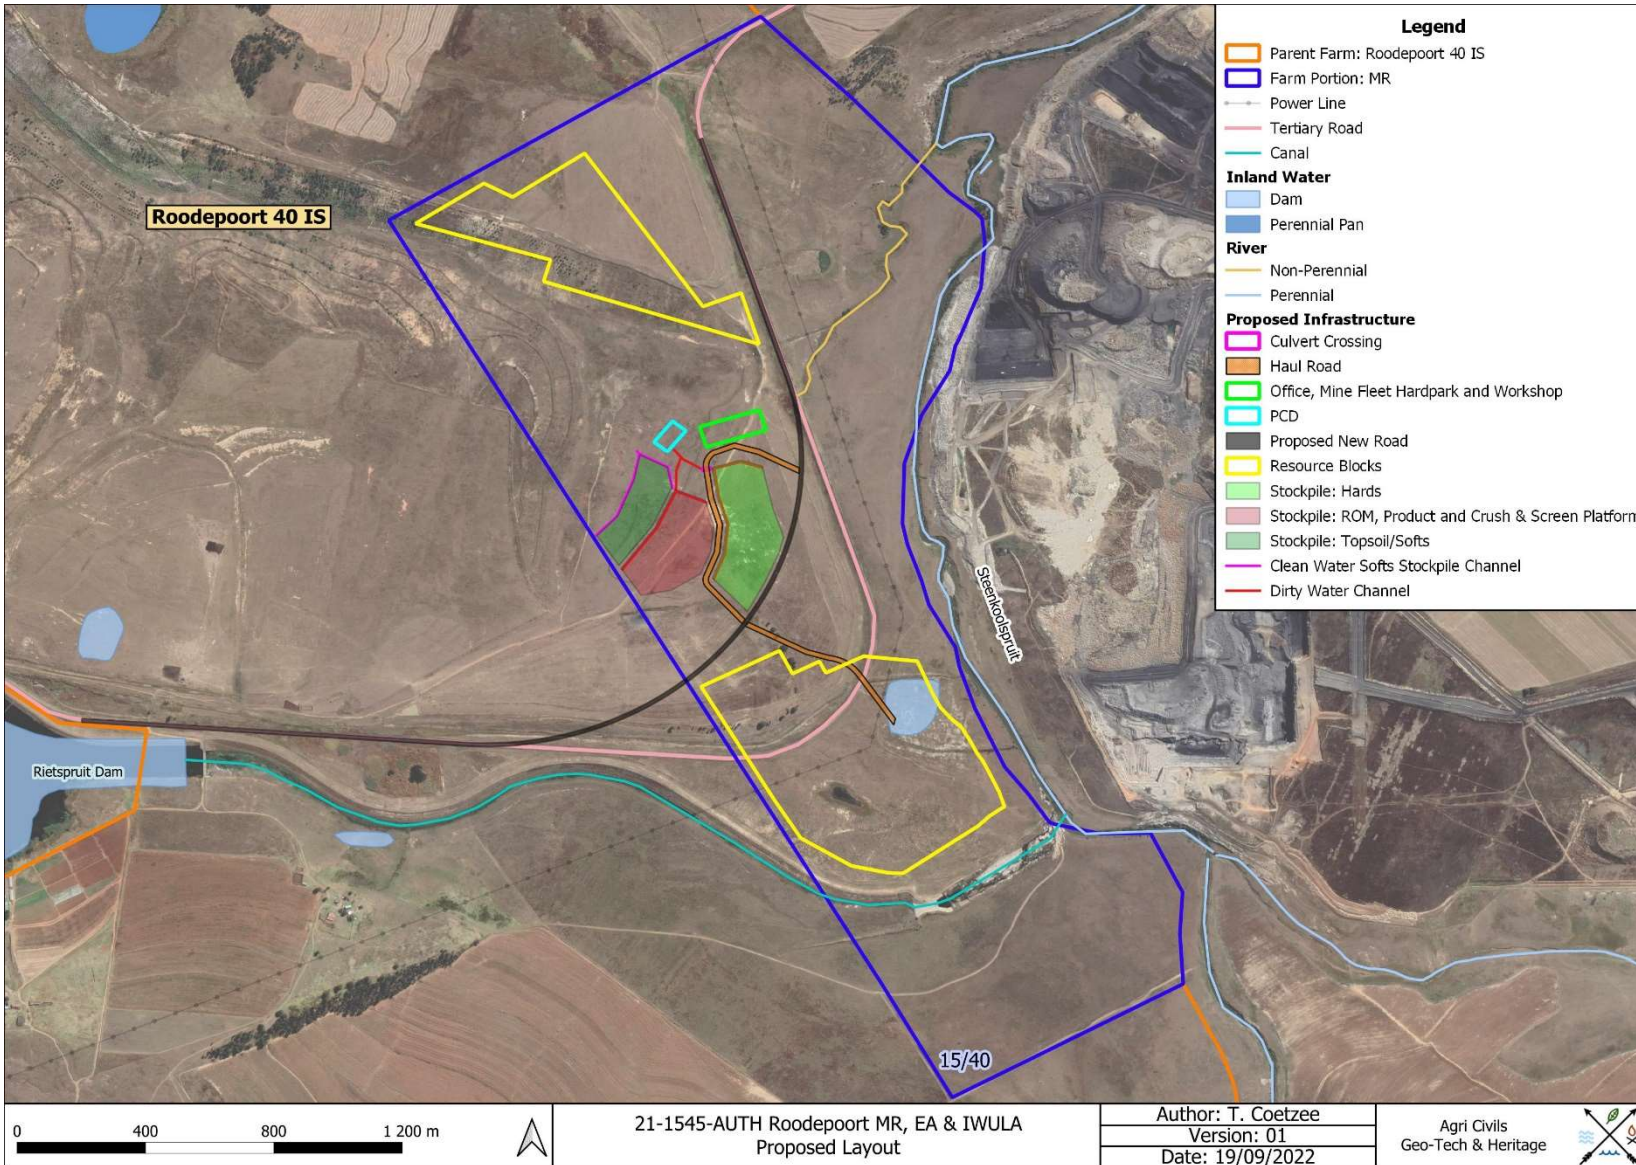 Legend
Parent Farm: Roodepoort 40 IS
Farm Portion: MR
Power Line
Tertiary Road
Canal
Inland Water
Dam
Perennial Pan
River
Non-Perennial
Perennial
Proposed Infrastructure
Culvert Crossing
Haul Road
Office, Mine Fleet Hardpark and Workshop
PCD
Proposed New Road
Resource Blocks
Stockpile: Hards
Stockpile: ROM, Product and Crush & Screen Platform
Stockpile: Topsoil/Softs
Clean Water Softs Stockpile Channel
Dirty Water Channel
Roodepoort 40 IS
Steenkoolspruit
Rietspruit Dam
15/40
0 400 800 1 200 m
21-1545-AUTH Roodepoort MR, EA & IWULA
Proposed Layout
Author: T. Coetzee
Version: 01
Date: 19/09/2022
Agri Civils
Geo-Tech & Heritage